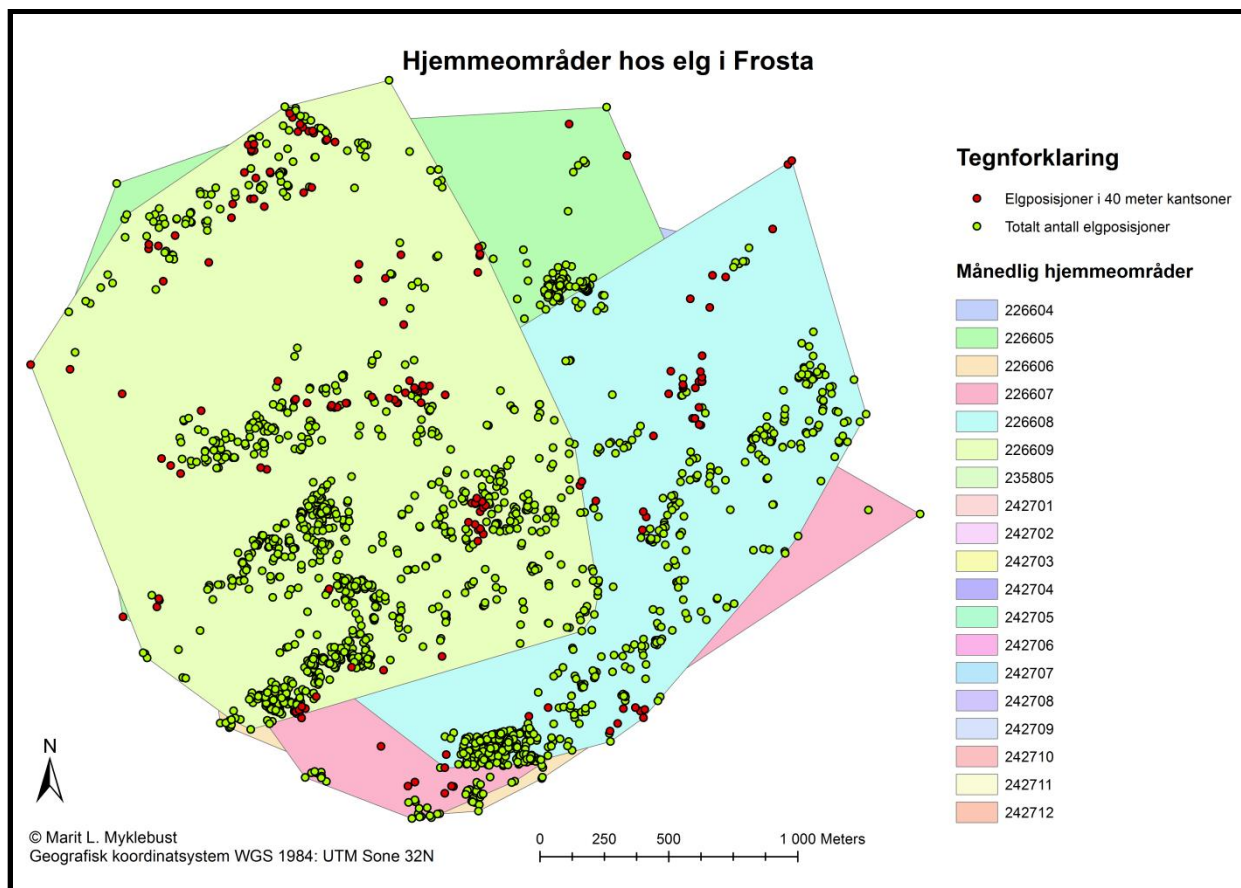 Hjemmeområder hos elg i Frosta
Tegnforklaring
Elgposisjoner i 40 meter kantsoner
Totalt antall elgposisjoner
Månedlig hjemmeområder
226604
226605
226606
226607
226608
226609
235805
242701
242702
242703
242704
242705
242706
242707
242708
242709
242710
242711
242712
N
© Marit L. Myklebust
Geografisk koordinatsystem WGS 1984: UTM Sone 32N
0 250 500 1 000 Meters